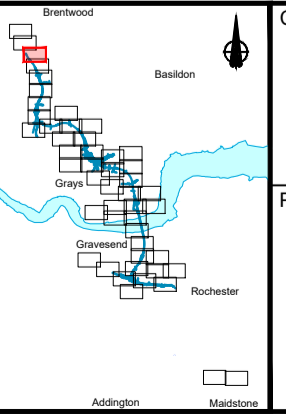 Brentwood
Basildon
Grays
Gravesend
Rochester
Addington
Maidstone